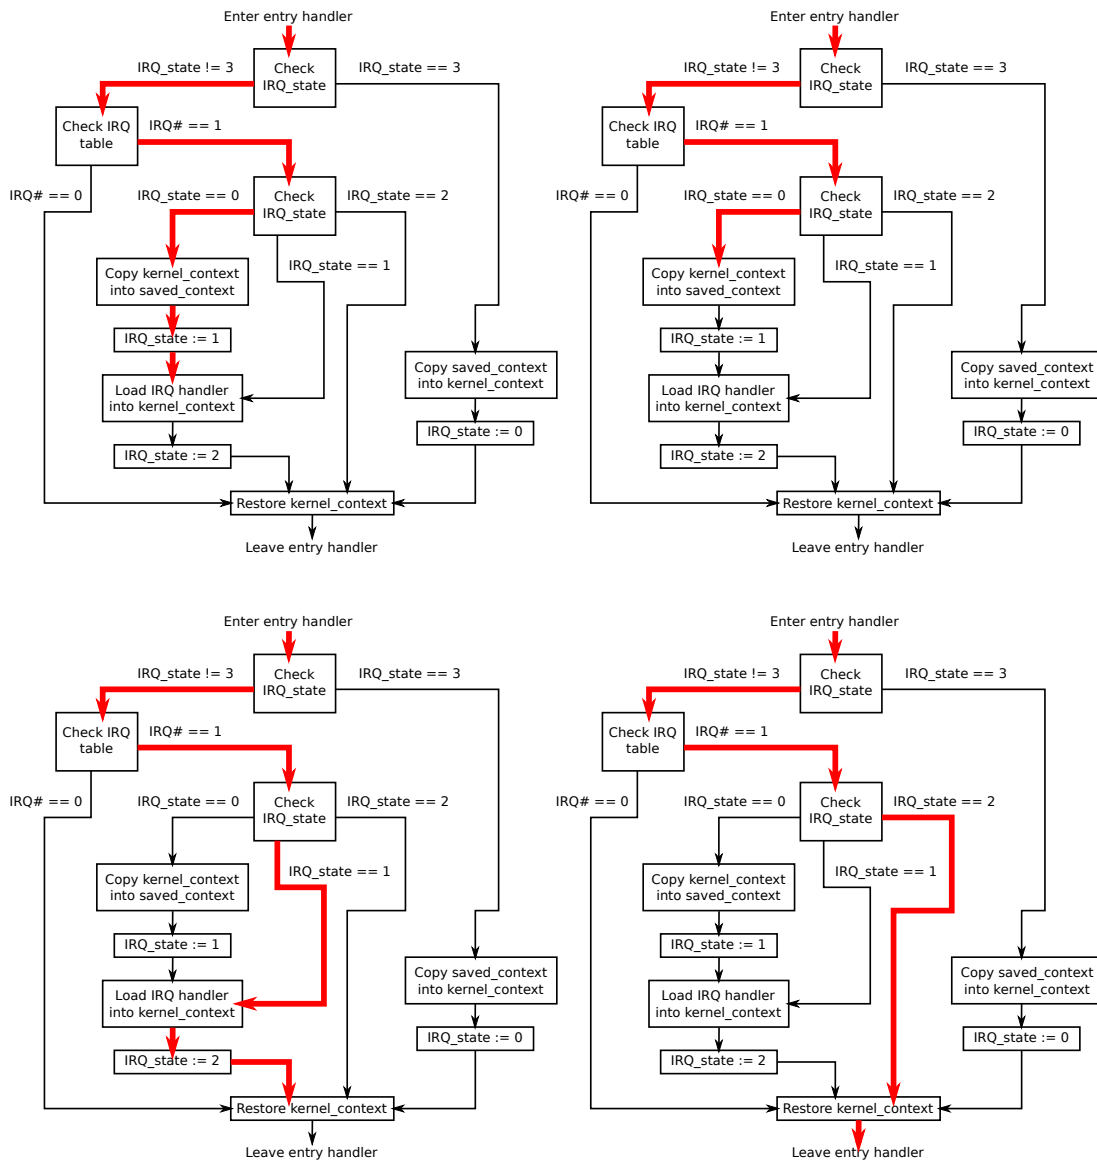 Enter entry handler
IRQ_state != 3
Check
IRQ_state
IRQ_state == 3
Check IRQ
table
IRQ# == 1
IRQ# == 0
IRQ_state == 0
Check
IRQ_state
IRQ_state == 2
IRQ_state == 1
Copy kernel_context
into saved_context
IRQ_state := 1
Load IRQ handler
into kernel_context
Copy saved_context
into kernel_context
IRQ_state := 0
IRQ_state := 2
Restore kernel_context
Leave entry handler
Enter entry handler
IRQ_state != 3
Check
IRQ_state
IRQ_state == 3
Check IRQ
table
IRQ# == 1
IRQ# == 0
IRQ_state == 0
Check
IRQ_state
IRQ_state == 2
IRQ_state == 1
Copy kernel_context
into saved_context
IRQ_state := 1
Load IRQ handler
into kernel_context
Copy saved_context
into kernel_context
IRQ_state := 0
IRQ_state := 2
Restore kernel_context
Leave entry handler
Enter entry handler
IRQ_state != 3
Check
IRQ_state
IRQ_state == 3
Check IRQ
table
IRQ# == 1
IRQ# == 0
IRQ_state == 0
Check
IRQ_state
IRQ_state == 2
IRQ_state == 1
Copy kernel_context
into saved_context
IRQ_state := 1
Load IRQ handler
into kernel_context
Copy saved_context
into kernel_context
IRQ_state := 0
IRQ_state := 2
Restore kernel_context
Leave entry handler
Enter entry handler
IRQ_state != 3
Check
IRQ_state
IRQ_state == 3
Check IRQ
table
IRQ# == 1
IRQ# == 0
IRQ_state == 0
Check
IRQ_state
IRQ_state == 2
IRQ_state == 1
Copy kernel_context
into saved_context
IRQ_state := 1
Load IRQ handler
into kernel_context
Copy saved_context
into kernel_context
IRQ_state := 0
IRQ_state := 2
Restore kernel_context
Leave entry handler